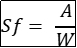 Sf = A/W